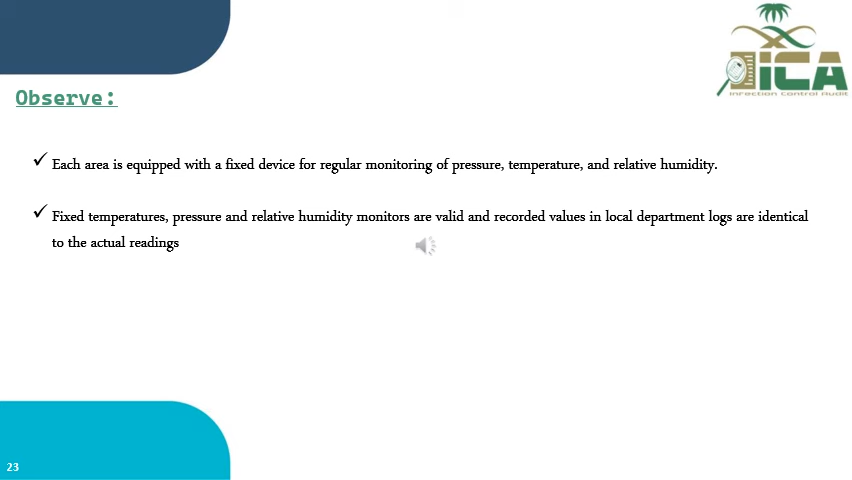 ICA
Infection Control Audit
Observe:
✓ Each area is equipped with a fixed device for regular monitoring of pressure, temperature, and relative humidity.
✓ Fixed temperatures, pressure and relative humidity monitors are valid and recorded values in local department logs are identical
to the actual readings
23